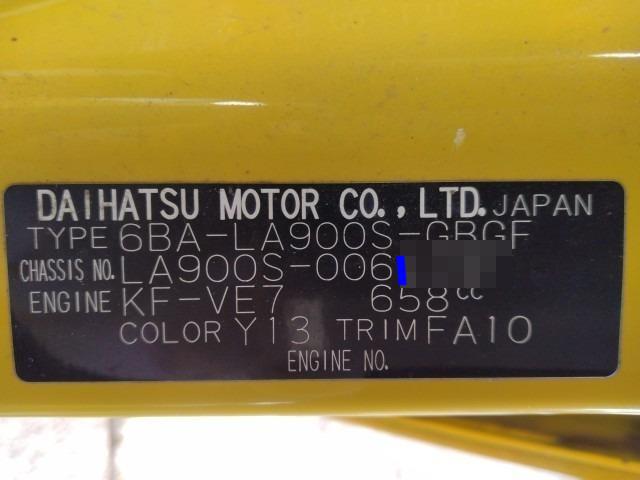 DAIHATSU MOTOR CO., LTD. JAPAN
TYPE 6BA-LA900S-GBGF
CHASSIS NO. LA900S-006
ENGINE KF-VE7 658cc
COLOR Y13 TRIM FA10
ENGINE NO.